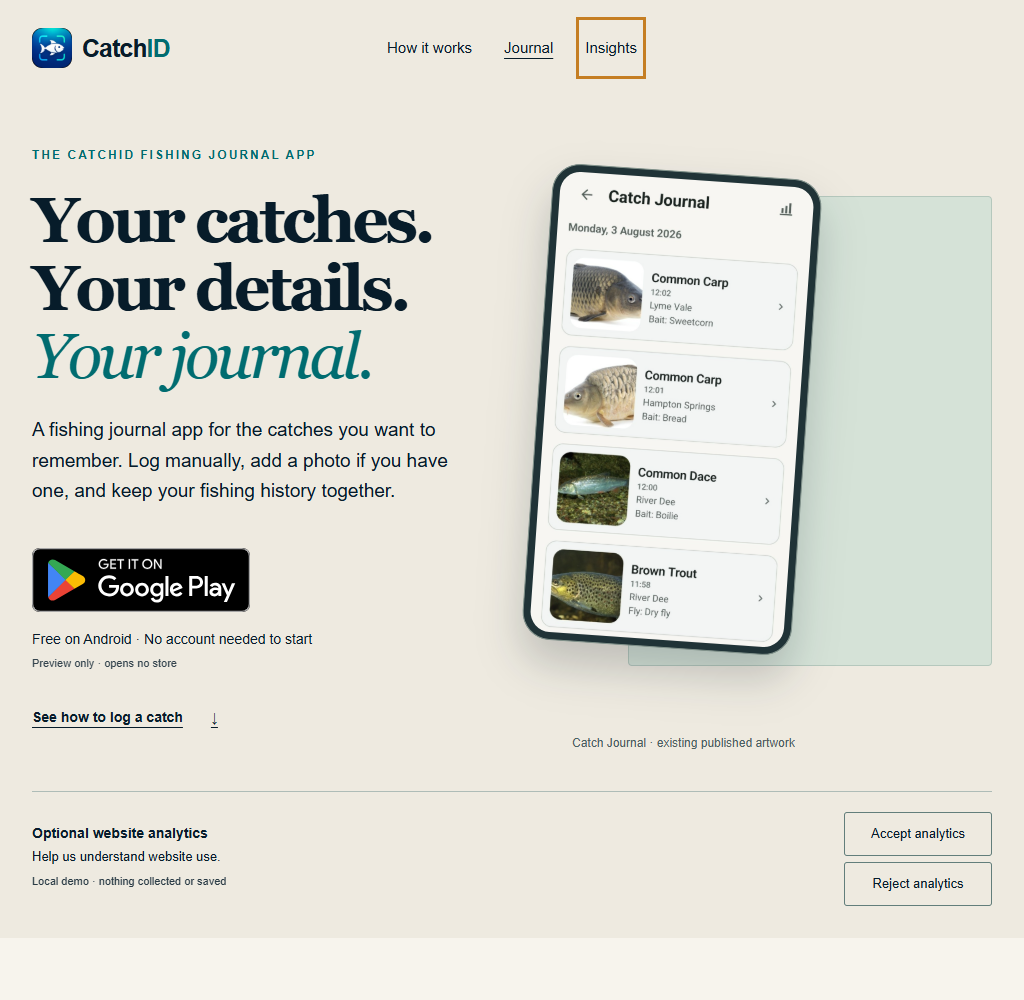 CatchID
How it works
Journal
Insights
THE CATCHID FISHING JOURNAL APP
Your catches.
Your details.
Your journal.
A fishing journal app for the catches you want to
remember. Log manually, add a photo if you have
one, and keep your fishing history together.
GET IT ON
Google Play
Free on Android · No account needed to start
Preview only · opens no store
See how to log a catch ↓
← Catch Journal
Monday, 3 August 2026
Common Carp
12:02
Lyme Vale
Bait: Sweetcorn
Common Carp
12:01
Hampton Springs
Bait: Bread
Common Dace
12:00
River Dee
Bait: Boilie
Brown Trout
11:58
River Dee
Fly: Dry fly
Catch Journal · existing published artwork
Optional website analytics
Help us understand website use.
Local demo · nothing collected or saved
Accept analytics
Reject analytics